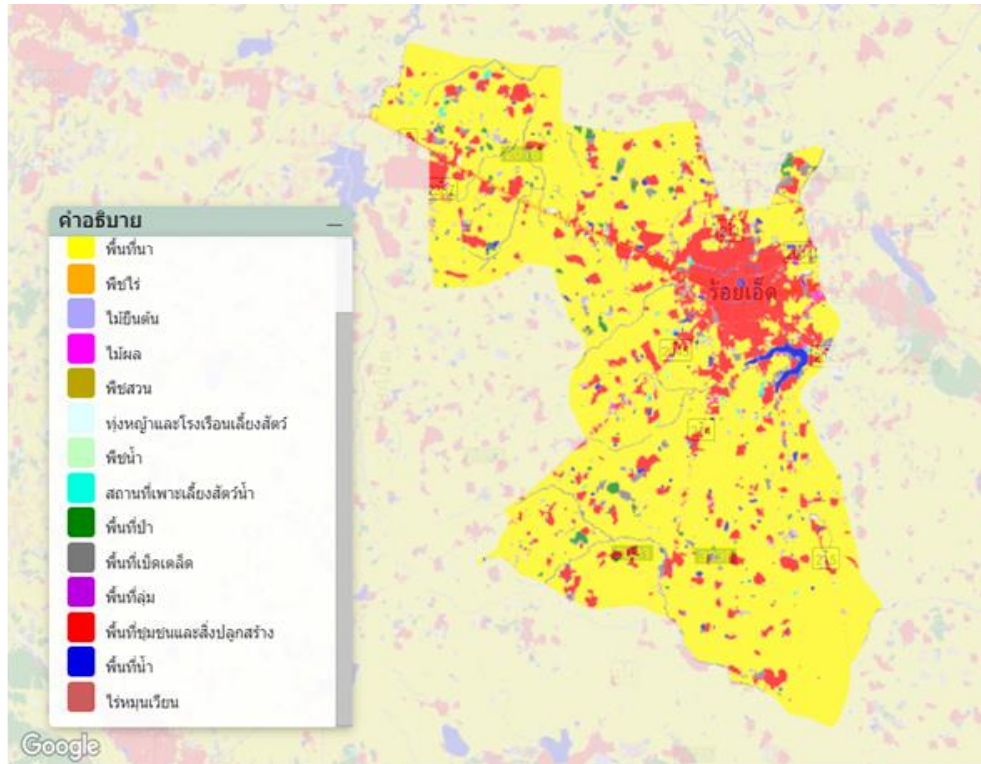 คำอธิบาย
พื้นที่นา
พืชไร่
ไม้ยืนต้น
ไม้ผล
พืชสวน
ทุ่งหญ้าและโรงเรือนเลี้ยงสัตว์
พืชน้ำ
สถานที่เพาะเลี้ยงสัตว์น้ำ
พื้นที่ป่า
พื้นที่เบ็ดเตล็ด
พื้นที่ลุ่ม
พื้นที่ชุมชนและสิ่งปลูกสร้าง
พื้นที่น้ำ
ไร่หมุนเวียน
ร้อยเอ็ด
215
Google